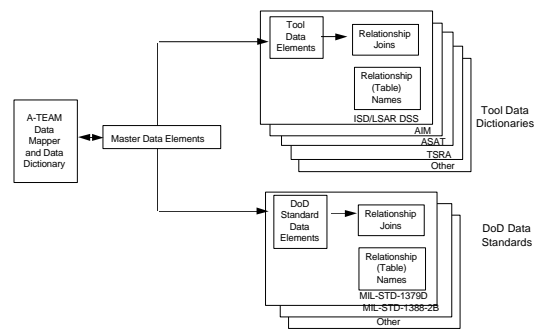 Tool
Data
Elements
Relationship
Joins
Relationship
(Table)
Names
ISD/LSAR DSS
AIM
ASAT
TSRA
Other
Tool Data
Dictionaries
A-TEAM
Data
Mapper
and Data
Dictionary
Master Data Elements
DoD
Standard
Data
Elements
Relationship
Joins
Relationship
(Table)
Names
MIL-STD-1379D
MIL-STD-1388-2B
Other
DoD Data
Standards